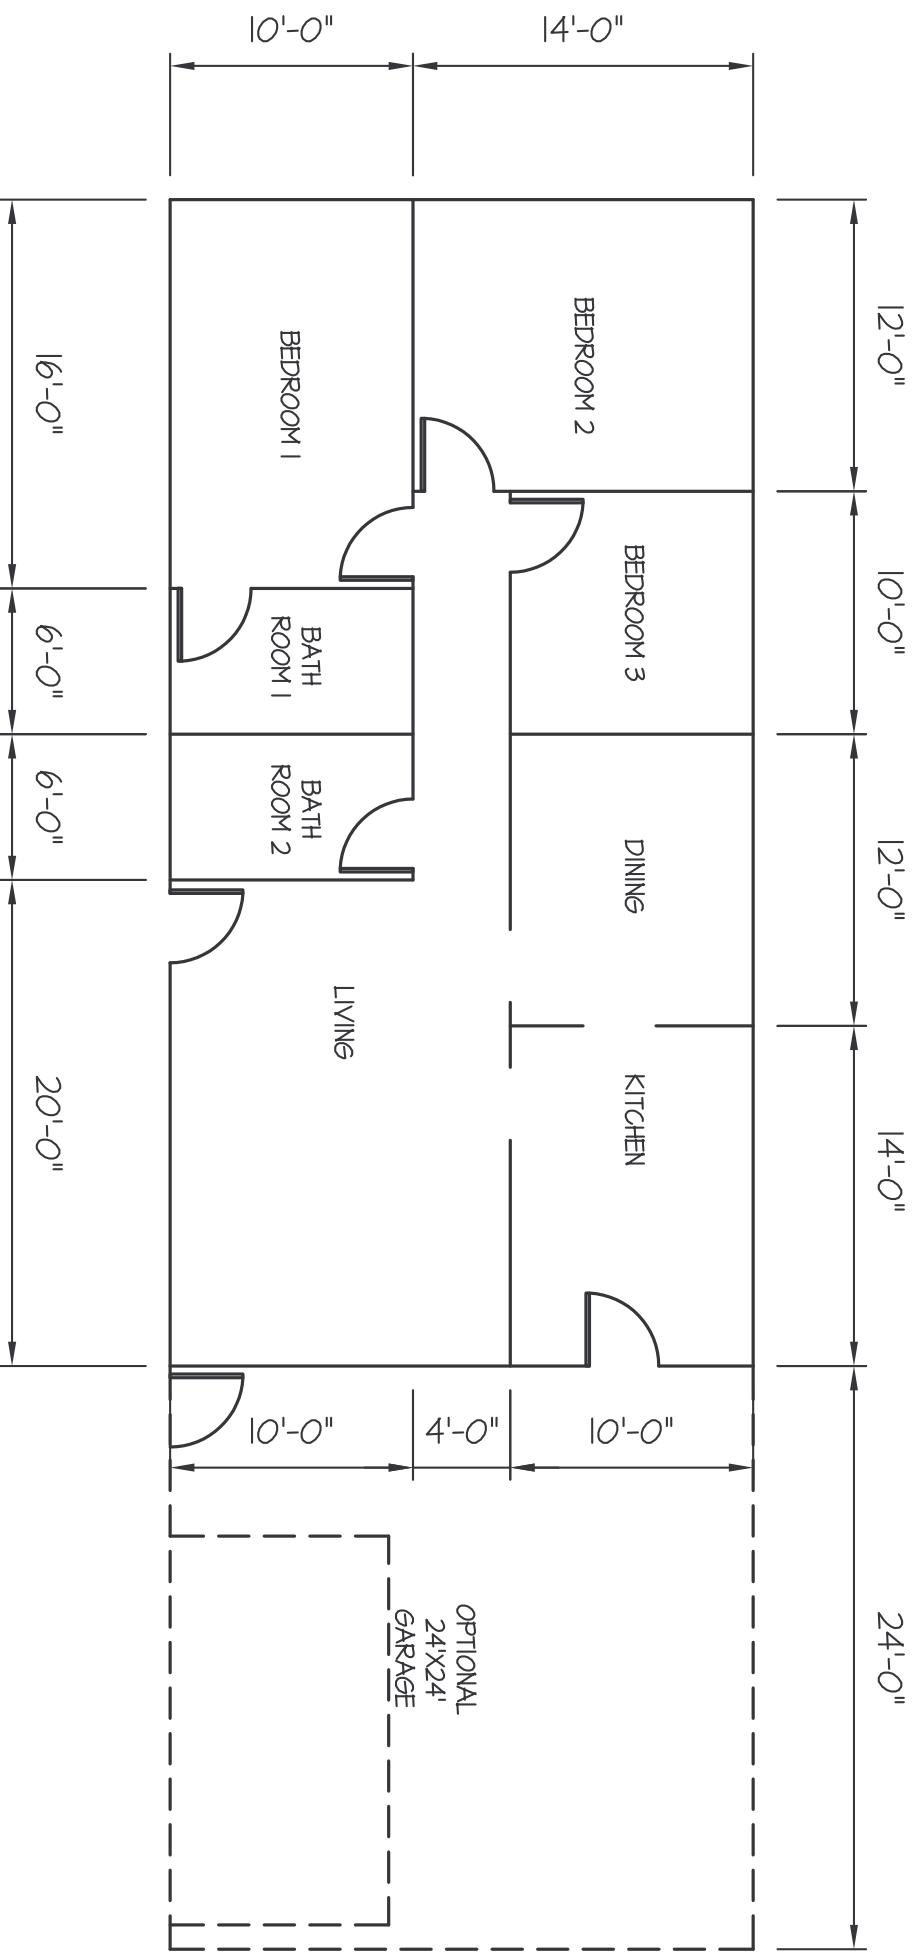 12'-0"
10'-0"
12'-0"
14'-0"
24'-0"
14'-0"
10'-0"
BEDROOM 2
BEDROOM 3
DINING
KITCHEN
BEDROOM 1
BATH
ROOM 1
BATH
ROOM 2
LIVING
10'-0"
4'-0"
10'-0"
OPTIONAL
24'X24'
GARAGE
16'-0"
6'-0"
6'-0"
20'-0"